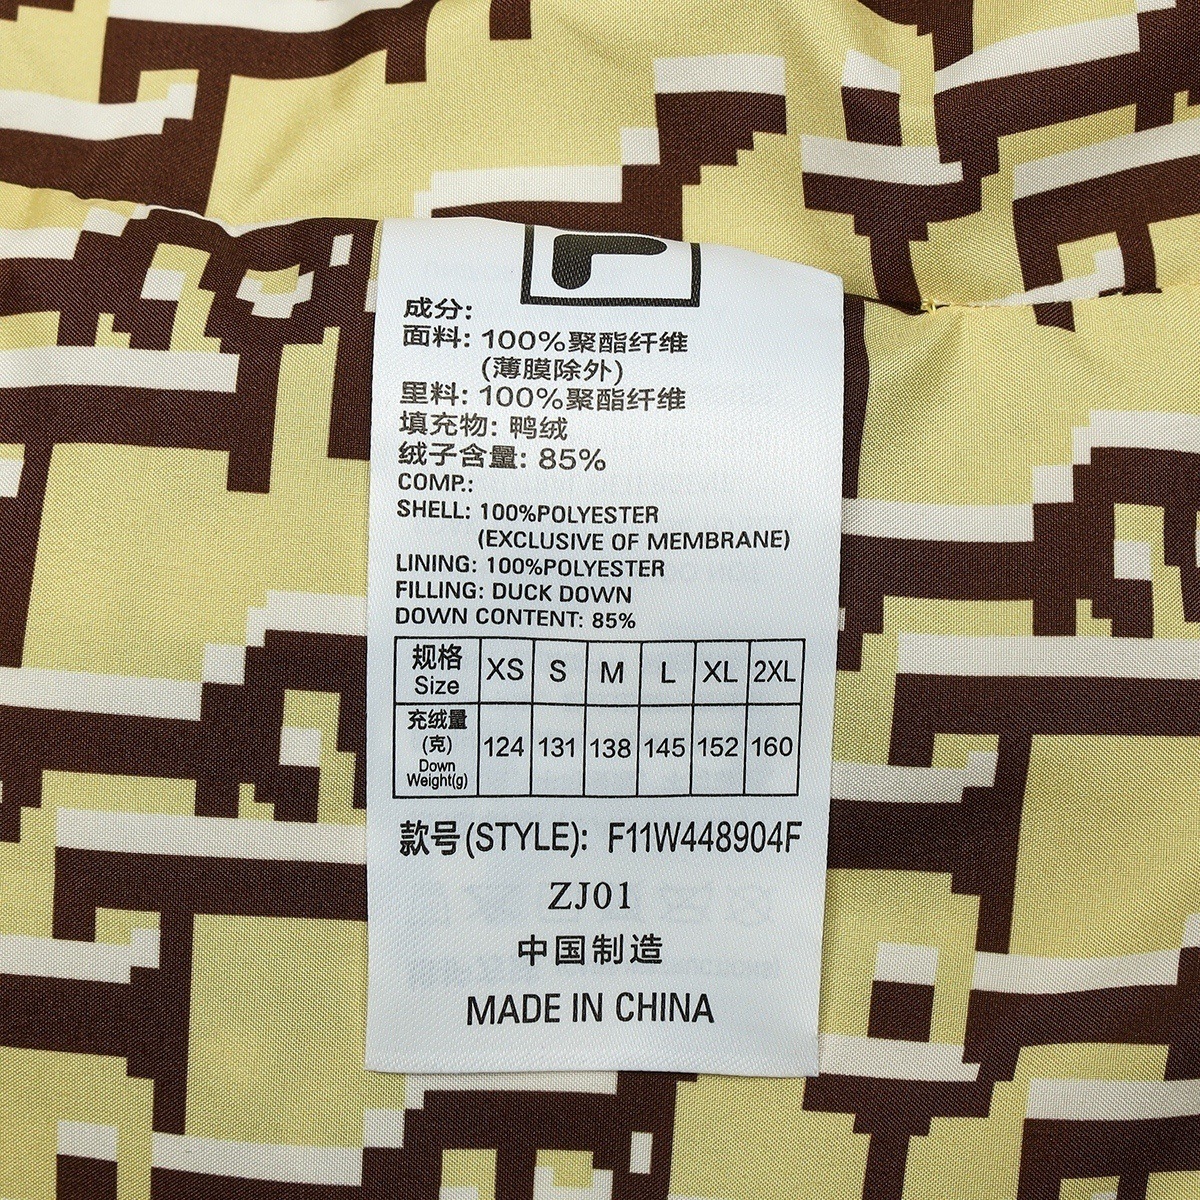 成分:
面料: 100%聚酯纤维
(薄膜除外)
里料: 100%聚酯纤维
填充物: 鸭绒
绒子含量: 85%
COMP.:
SHELL: 100%POLYESTER
(EXCLUSIVE OF MEMBRANE)
LINING: 100%POLYESTER
FILLING: DUCK DOWN
DOWN CONTENT: 85%
规格 Size XS S M L XL 2XL
充绒量 (克) Down Weight(g) 124 131 138 145 152 160
款号(STYLE): F11W448904F
ZJ01
中国制造
MADE IN CHINA